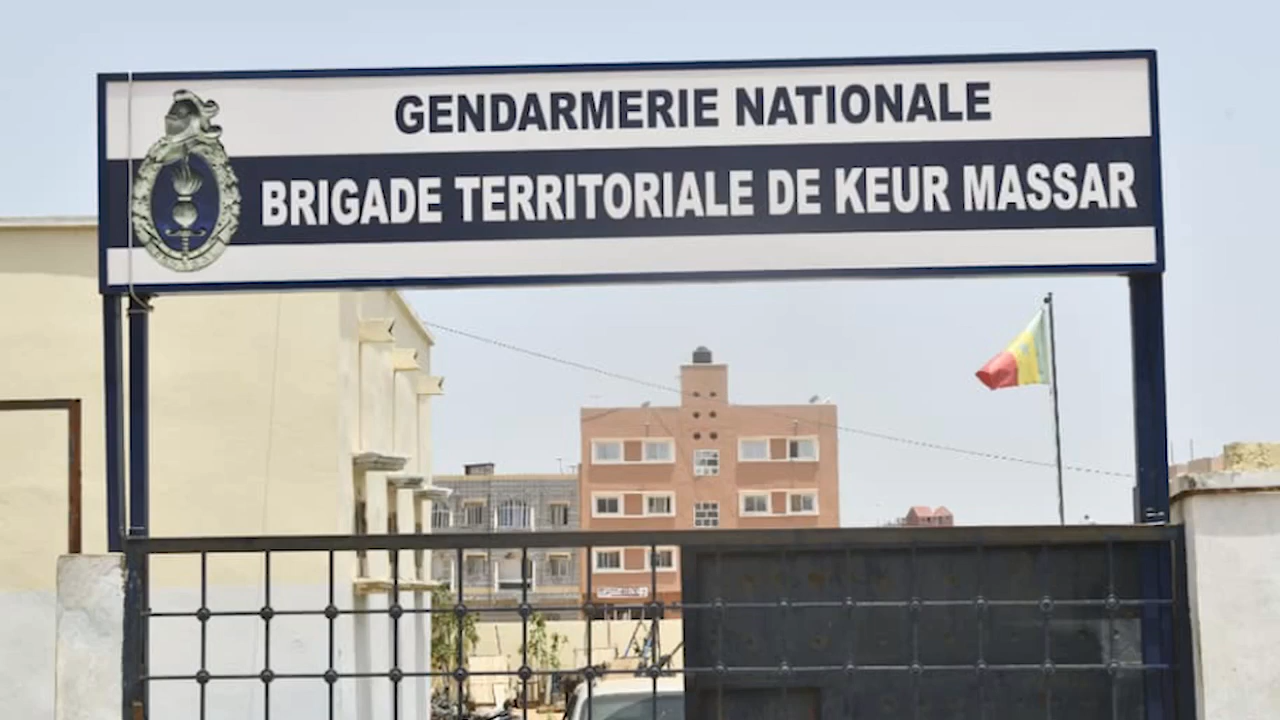 GENDARMERIE NATIONALE
BRIGADE TERRITORIALE DE KEUR MASSAR